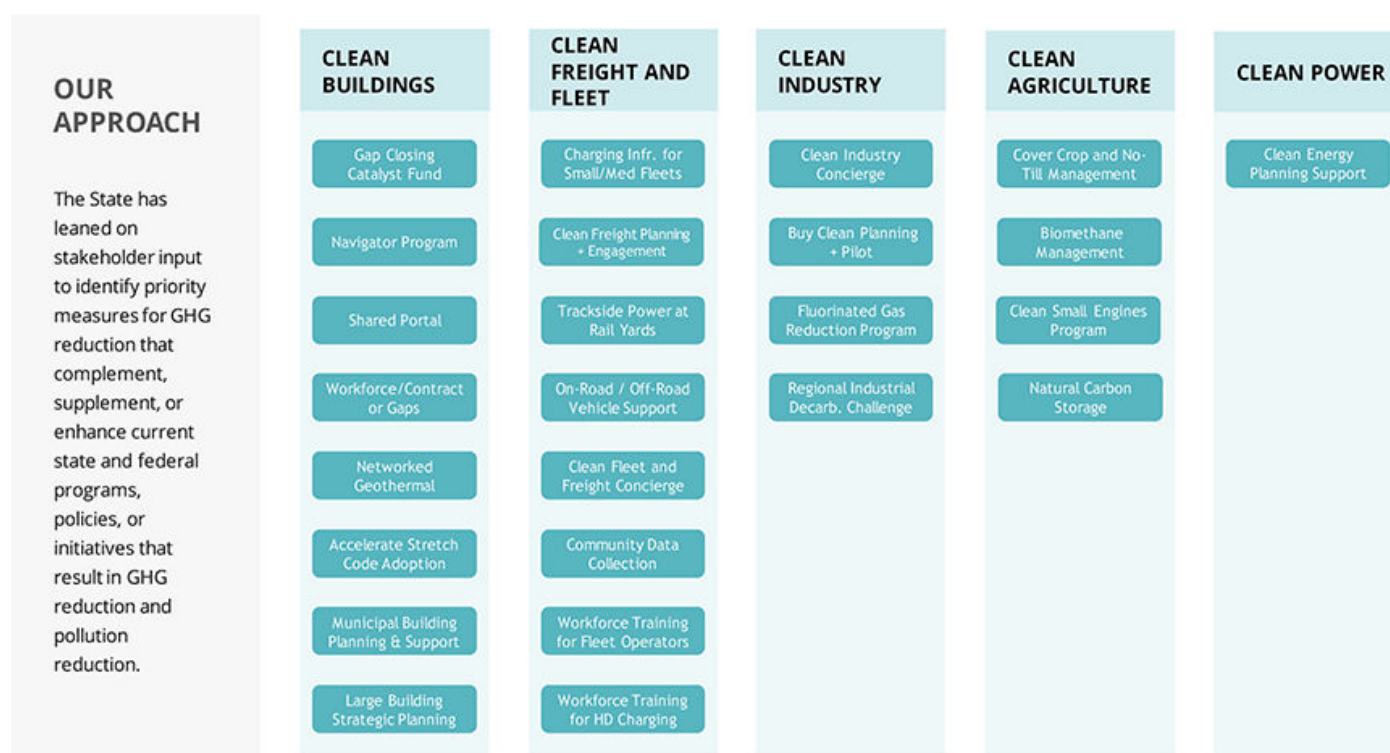 OUR
APPROACH
The State has
leaned on
stakeholder input
to identify priority
measures for GHG
reduction that
complement,
supplement, or
enhance current
state and federal
programs,
policies, or
initiatives that
result in GHG
reduction and
pollution
reduction.
CLEAN
BUILDINGS
Gap Closing
Catalyst Fund
Navigator Program
Shared Portal
Workforce/Contract
or Gaps
Networked
Geothermal
Accelerate Stretch
Code Adoption
Municipal Building
Planning & Support
Large Building
Strategic Planning
CLEAN
FREIGHT AND
FLEET
Charging Infr. for
Small/Med Fleets
Clean Freight Planning
+ Engagement
Trackside Power at
Rail Yards
On-Road / Off-Road
Vehicle Support
Clean Fleet and
Freight Concierge
Community Data
Collection
Workforce Training
for Fleet Operators
Workforce Training
for HD Charging
CLEAN
INDUSTRY
Clean Industry
Concierge
Buy Clean Planning
+ Pilot
Fluorinated Gas
Reduction Program
Regional Industrial
Decarb. Challenge
CLEAN
AGRICULTURE
Cover Crop and No-
Till Management
Biomethane
Management
Clean Small Engines
Program
Natural Carbon
Storage
CLEAN POWER
Clean Energy
Planning Support